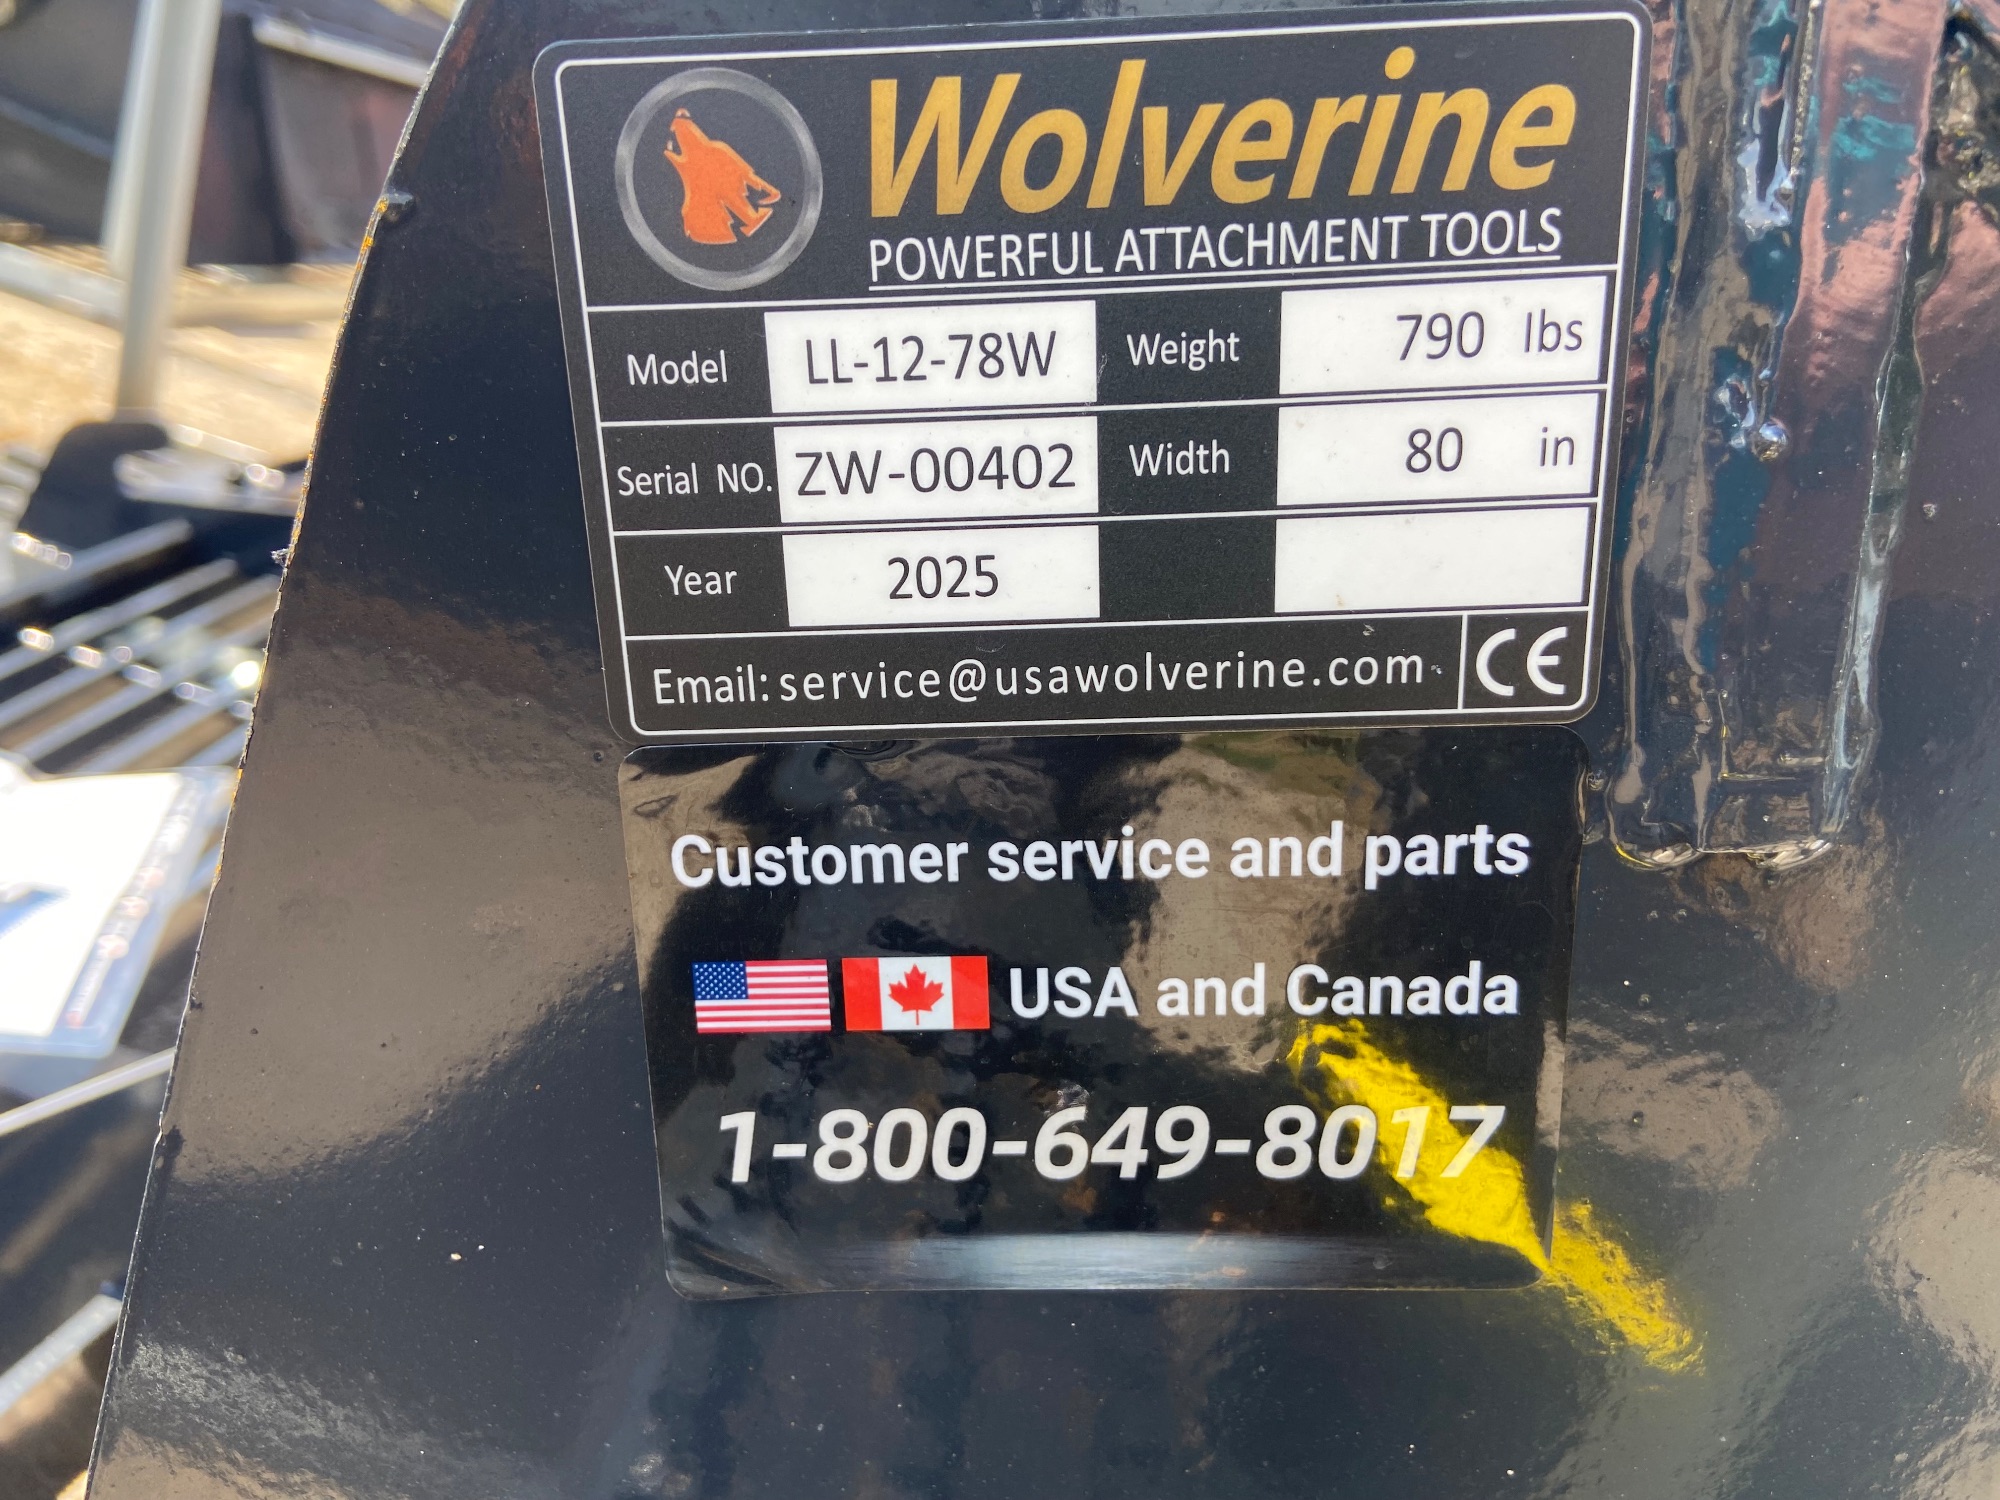 Wolverine
POWERFUL ATTACHMENT TOOLS
Model LL-12-78W Weight 790 lbs
Serial NO. ZW-00402 Width 80 in
Year 2025
Email: service@usawolverine.com CE
Customer service and parts
USA and Canada
1-800-649-8017